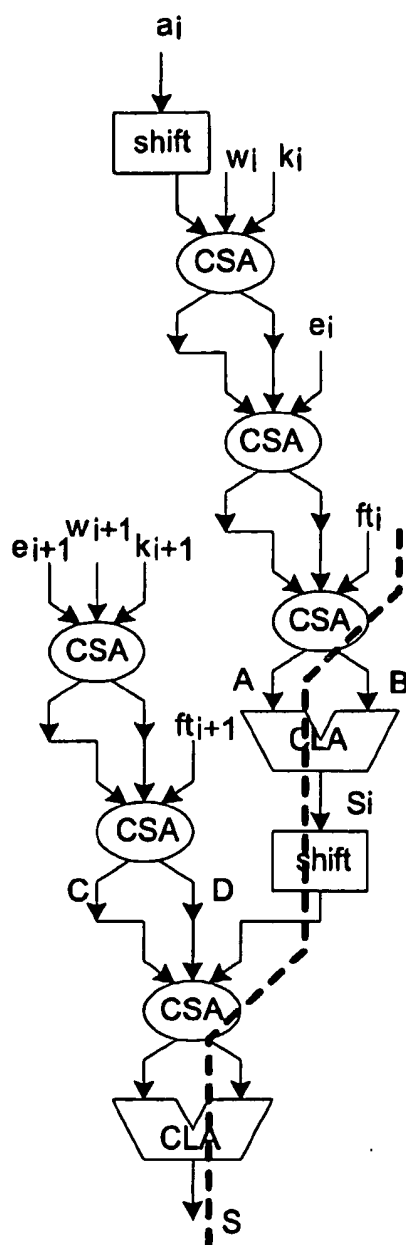 ai
shift
wi ki
CSA
ei
CSA
fti
wi+1
ei+1 ki+1
CSA
CSA
A B
CLA
fti+1
Si
CSA
shift
C D
CSA
CLA
S